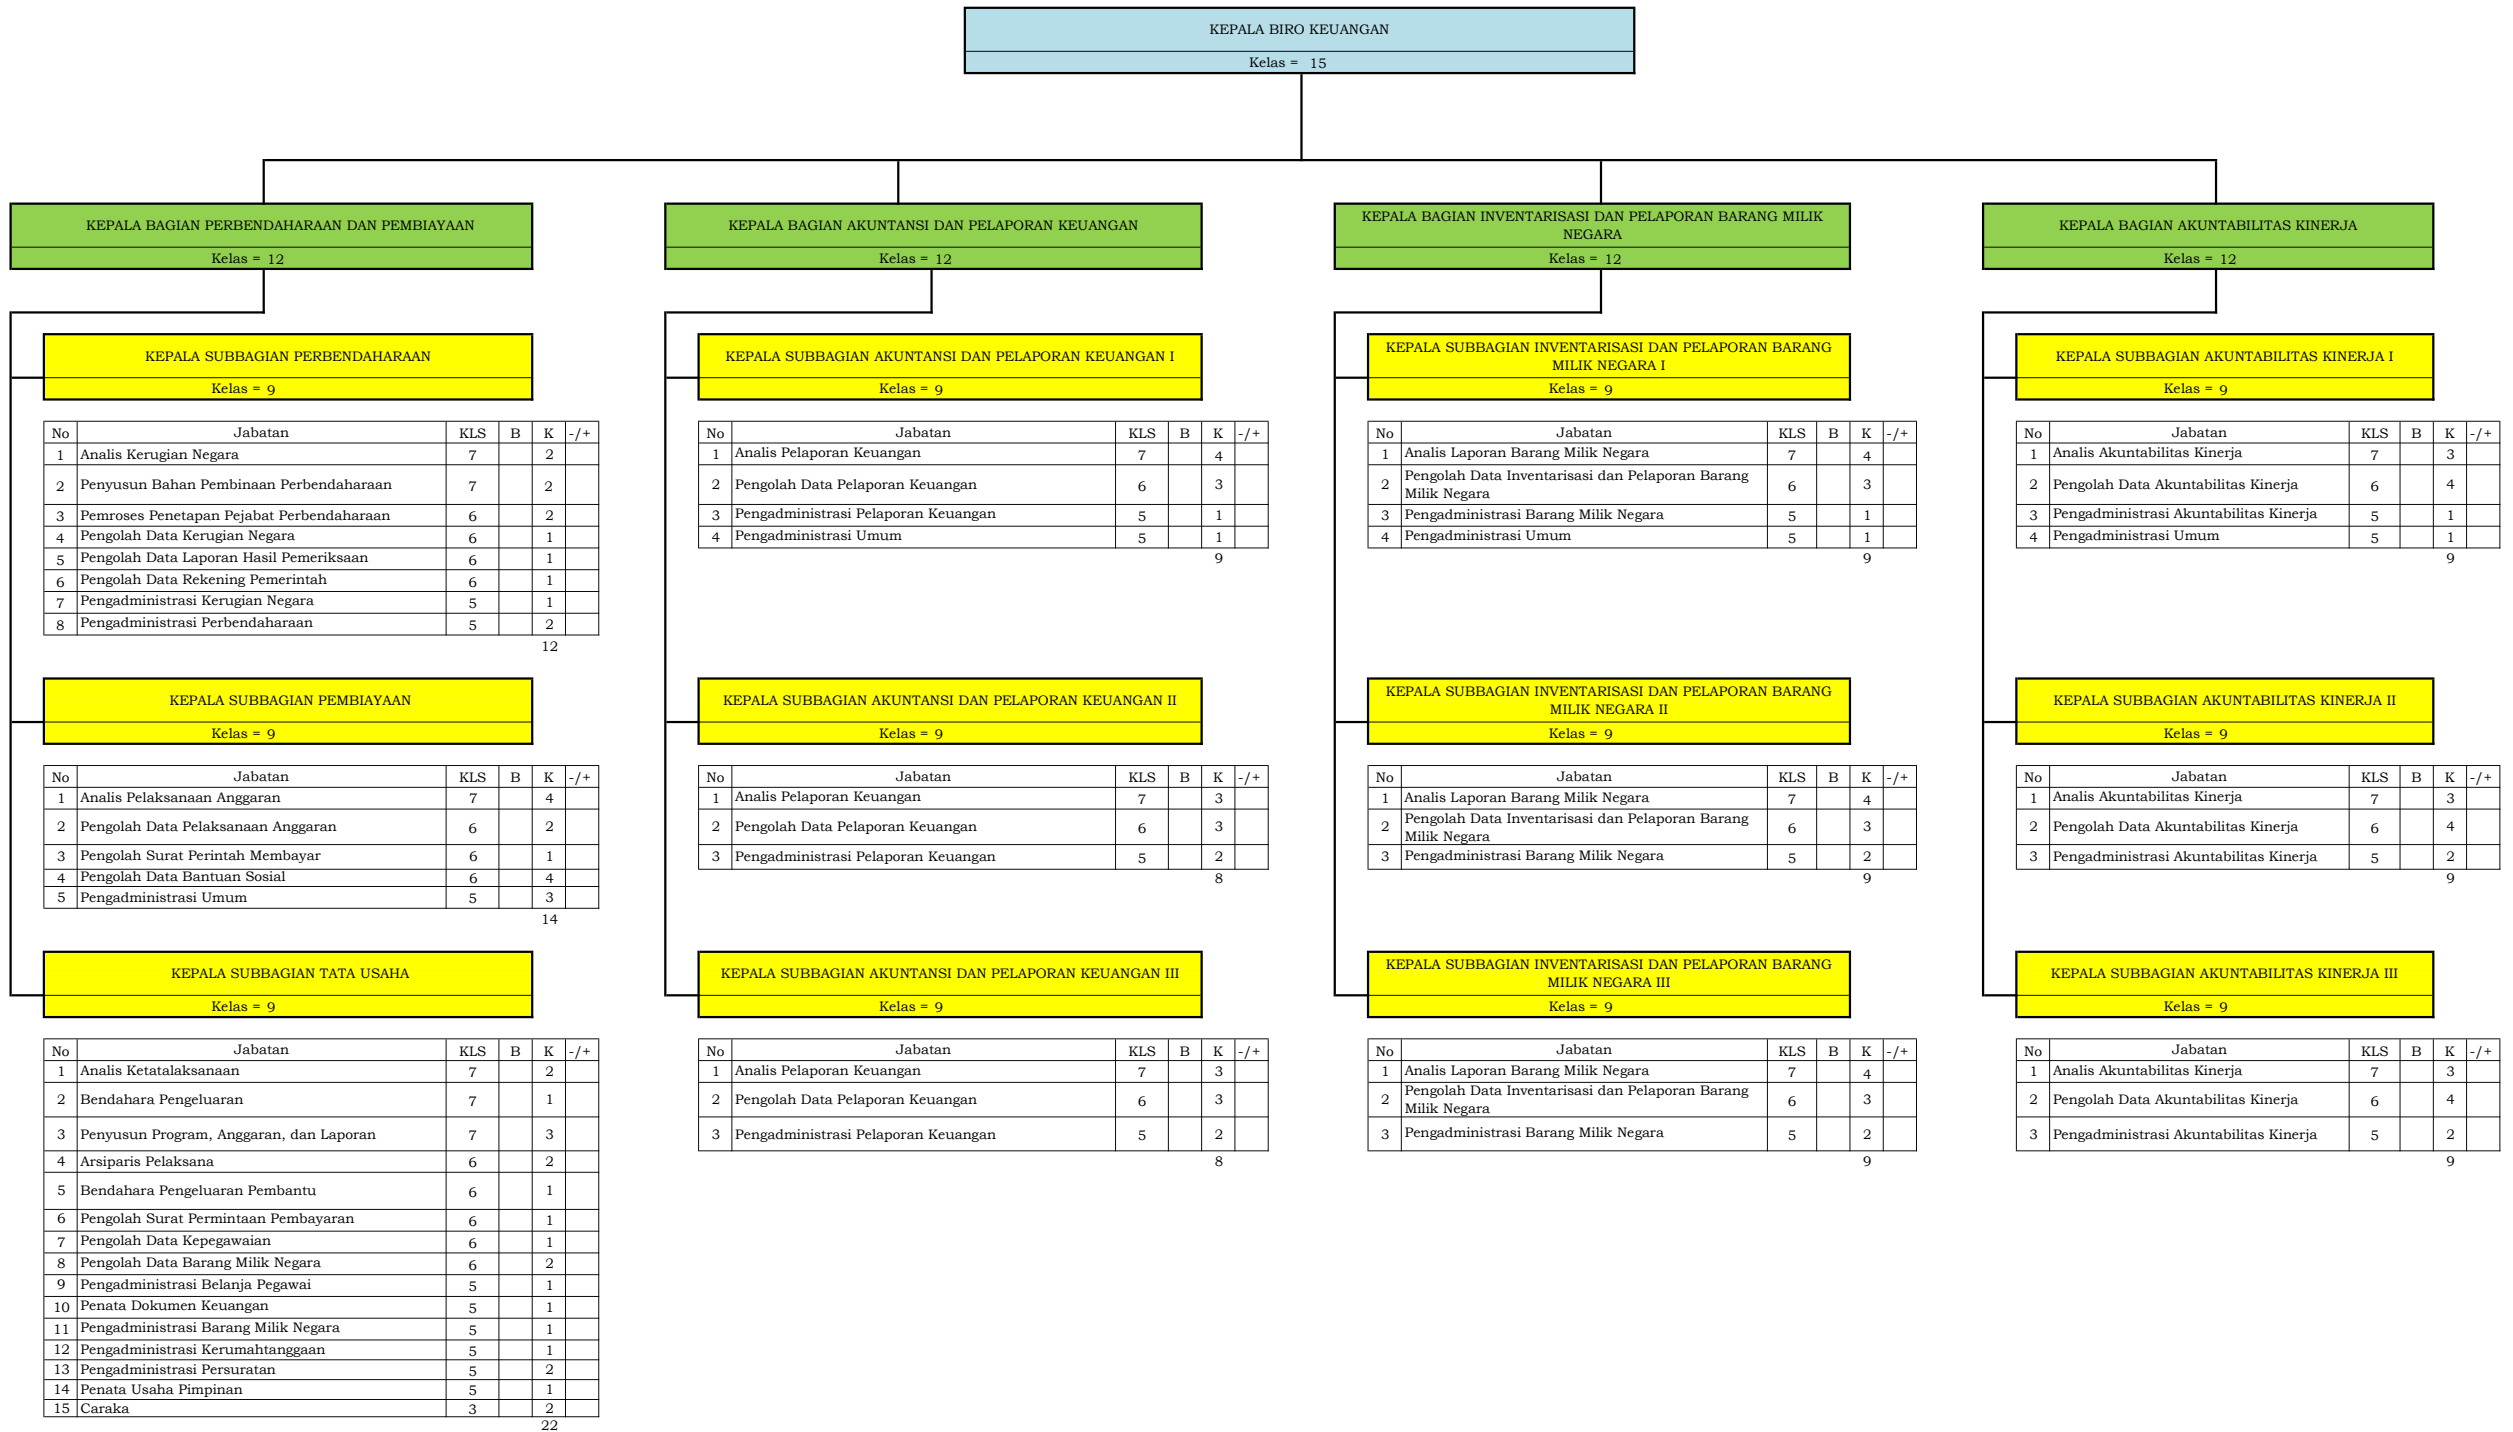 KEPALA BIRO KEUANGAN
Kelas = 15
KEPALA BAGIAN PERBENDAHARAAN DAN PEMBIAYAAN
Kelas = 12
KEPALA SUBBAGIAN PERBENDAHARAAN
Kelas = 9
No Jabatan KLS B K -/+
1 Analis Kerugian Negara 7 2
2 Penyusun Bahan Pembinaan Perbendaharaan 7 2
3 Pemroses Penetapan Pejabat Perbendaharaan 6 2
4 Pengolah Data Kerugian Negara 6 1
5 Pengolah Data Laporan Hasil Pemeriksaan 6 1
6 Pengolah Data Rekening Pemerintah 6 1
7 Pengadministrasi Kerugian Negara 5 1
8 Pengadministrasi Perbendaharaan 5 2
12
KEPALA SUBBAGIAN PEMBIAYAAN
Kelas = 9
No Jabatan KLS B K -/+
1 Analis Pelaksanaan Anggaran 7 4
2 Pengolah Data Pelaksanaan Anggaran 6 2
3 Pengolah Surat Perintah Membayar 6 1
4 Pengolah Data Bantuan Sosial 6 4
5 Pengadministrasi Umum 5 3
14
KEPALA SUBBAGIAN TATA USAHA
Kelas = 9
No Jabatan KLS B K -/+
1 Analis Ketatalaksanaan 7 2
2 Bendahara Pengeluaran 7 1
3 Penyusun Program, Anggaran, dan Laporan 7 3
4 Arsiparis Pelaksana 6 2
5 Bendahara Pengeluaran Pembantu 6 1
6 Pengolah Surat Permintaan Pembayaran 6 1
7 Pengolah Data Kepegawaian 6 1
8 Pengolah Data Barang Milik Negara 6 2
9 Pengadministrasi Belanja Pegawai 5 1
10 Penata Dokumen Keuangan 5 1
11 Pengadministrasi Barang Milik Negara 5 1
12 Pengadministrasi Kerumahtanggaan 5 1
13 Pengadministrasi Persuratan 5 2
14 Penata Usaha Pimpinan 5 1
15 Caraka 3 2
22
KEPALA BAGIAN AKUNTANSI DAN PELAPORAN KEUANGAN
Kelas = 12
KEPALA SUBBAGIAN AKUNTANSI DAN PELAPORAN KEUANGAN I
Kelas = 9
No Jabatan KLS B K -/+
1 Analis Pelaporan Keuangan 7 4
2 Pengolah Data Pelaporan Keuangan 6 3
3 Pengadministrasi Pelaporan Keuangan 5 1
4 Pengadministrasi Umum 5 1
9
KEPALA SUBBAGIAN AKUNTANSI DAN PELAPORAN KEUANGAN II
Kelas = 9
No Jabatan KLS B K -/+
1 Analis Pelaporan Keuangan 7 3
2 Pengolah Data Pelaporan Keuangan 6 3
3 Pengadministrasi Pelaporan Keuangan 5 2
8
KEPALA SUBBAGIAN AKUNTANSI DAN PELAPORAN KEUANGAN III
Kelas = 9
No Jabatan KLS B K -/+
1 Analis Pelaporan Keuangan 7 3
2 Pengolah Data Pelaporan Keuangan 6 3
3 Pengadministrasi Pelaporan Keuangan 5 2
8
KEPALA BAGIAN INVENTARISASI DAN PELAPORAN BARANG MILIK
NEGARA
Kelas = 12
KEPALA SUBBAGIAN INVENTARISASI DAN PELAPORAN BARANG
MILIK NEGARA I
Kelas = 9
No Jabatan KLS B K -/+
1 Analis Laporan Barang Milik Negara 7 4
2 Pengolah Data Inventarisasi dan Pelaporan Barang
Milik Negara 6 3
3 Pengadministrasi Barang Milik Negara 5 1
4 Pengadministrasi Umum 5 1
9
KEPALA SUBBAGIAN INVENTARISASI DAN PELAPORAN BARANG
MILIK NEGARA II
Kelas = 9
No Jabatan KLS B K -/+
1 Analis Laporan Barang Milik Negara 7 4
2 Pengolah Data Inventarisasi dan Pelaporan Barang
Milik Negara 6 3
3 Pengadministrasi Barang Milik Negara 5 2
9
KEPALA SUBBAGIAN INVENTARISASI DAN PELAPORAN BARANG
MILIK NEGARA III
Kelas = 9
No Jabatan KLS B K -/+
1 Analis Laporan Barang Milik Negara 7 4
2 Pengolah Data Inventarisasi dan Pelaporan Barang
Milik Negara 6 3
3 Pengadministrasi Barang Milik Negara 5 2
9
KEPALA BAGIAN AKUNTABILITAS KINERJA
Kelas = 12
KEPALA SUBBAGIAN AKUNTABILITAS KINERJA I
Kelas = 9
No Jabatan KLS B K -/+
1 Analis Akuntabilitas Kinerja 7 3
2 Pengolah Data Akuntabilitas Kinerja 6 4
3 Pengadministrasi Akuntabilitas Kinerja 5 1
4 Pengadministrasi Umum 5 1
9
KEPALA SUBBAGIAN AKUNTABILITAS KINERJA II
Kelas = 9
No Jabatan KLS B K -/+
1 Analis Akuntabilitas Kinerja 7 3
2 Pengolah Data Akuntabilitas Kinerja 6 4
3 Pengadministrasi Akuntabilitas Kinerja 5 2
9
KEPALA SUBBAGIAN AKUNTABILITAS KINERJA III
Kelas = 9
No Jabatan KLS B K -/+
1 Analis Akuntabilitas Kinerja 7 3
2 Pengolah Data Akuntabilitas Kinerja 6 4
3 Pengadministrasi Akuntabilitas Kinerja 5 2
9